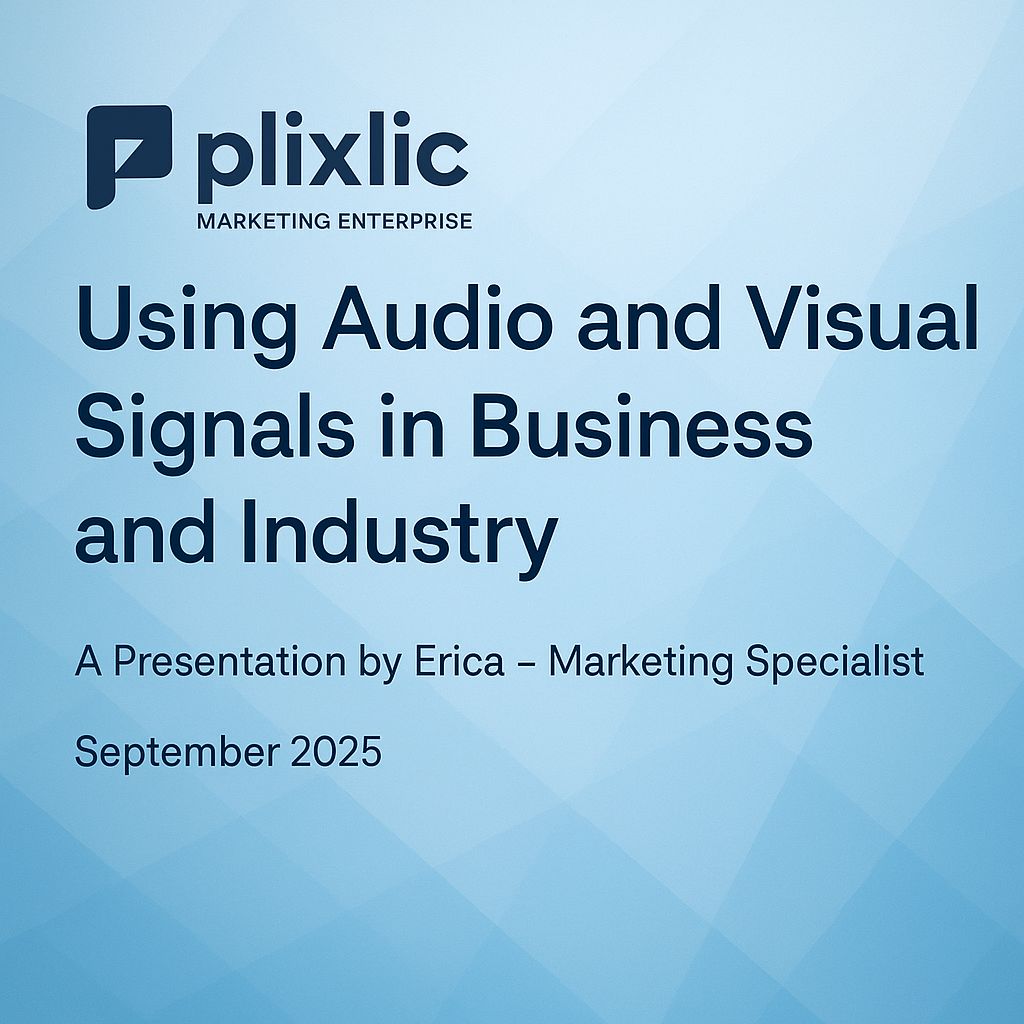 plixlic
MARKETING ENTERPRISE
Using Audio and Visual
Signals in Business
and Industry
A Presentation by Erica – Marketing Specialist
September 2025